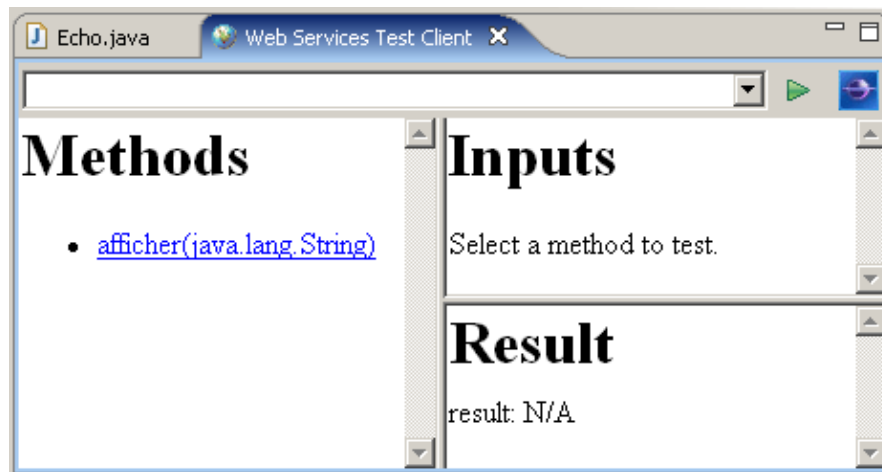 Echo.java
Web Services Test Client
Methods
afficher(java.lang.String)
Inputs
Select a method to test.
Result
result: N/A